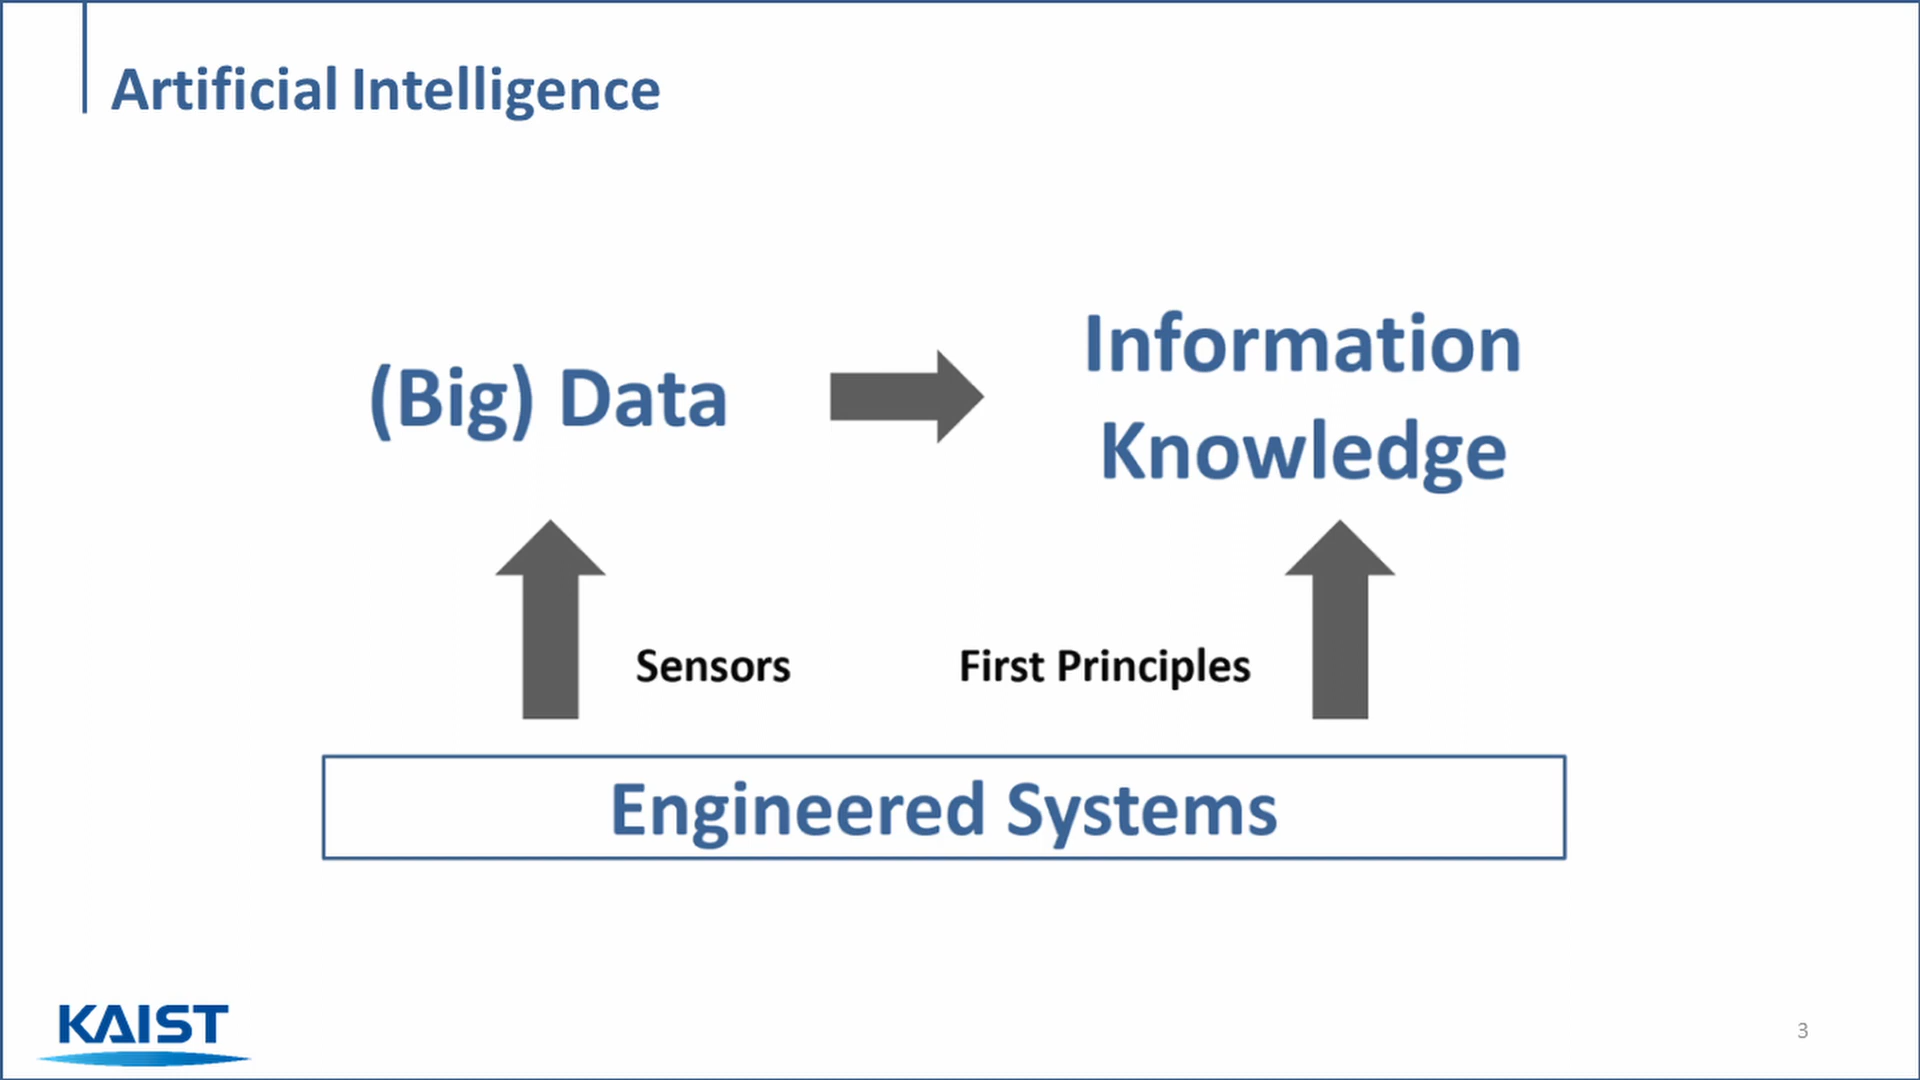 Artificial Intelligence
(Big) Data
Information
Knowledge
Sensors
First Principles
Engineered Systems
KAIST
3